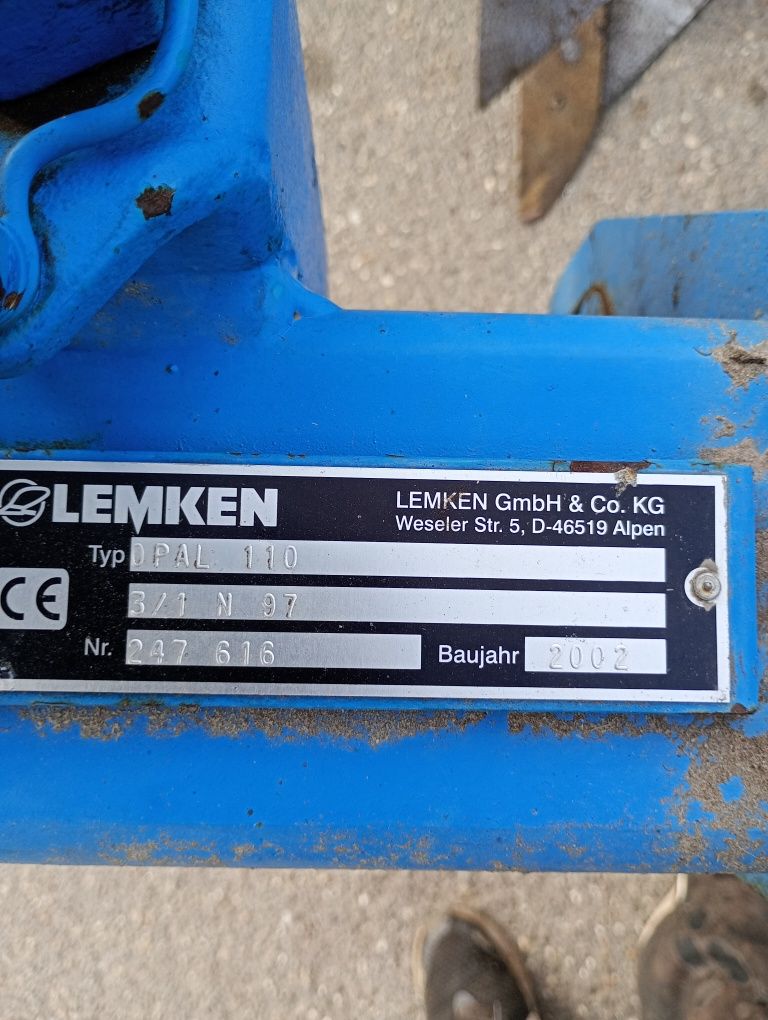 LEMKEN
LEMKEN GmbH & Co. KG
Weseler Str. 5, D-46519 Alpen
Typ OPAL 110
3/1 N 97
CE
Nr. 247 616 Baujahr 2002